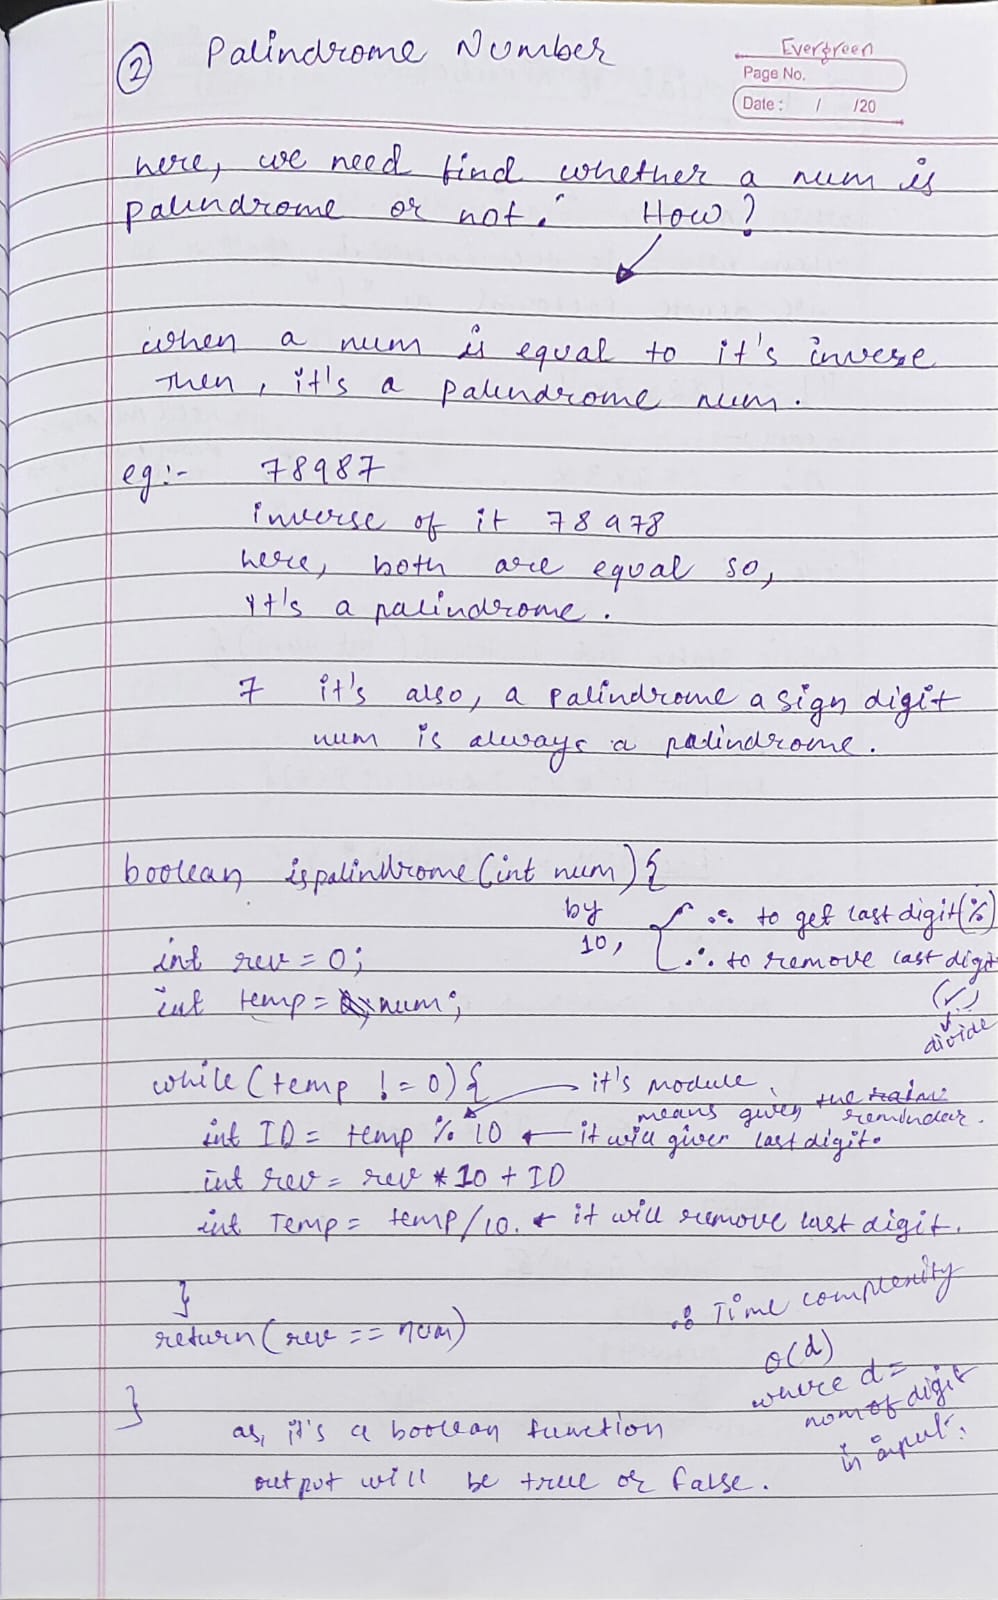 ② Palindrome Number
Evergreen
Page No.
Date : / /20
here, we need find whether a num is
palindrome or not. How?
when a num is equal to it's invese
Then, it's a palindrome num.
eg:- 78987
inverse of it 78978
here, both are equal so,
it's a palindrome.
7 it's also, a palindrome a sign digit
num is always a palindrome.
boolean ispalindrome(int num){
by 10, ∴ to get last digit(%)
∴ to remove last digit
(/)
divide
int rev = 0;
int temp = num;
while(temp != 0){ it's module,
means given the reminder.
int ID = temp % 10 ← it will given last digit.
int rev = rev * 10 + ID
int Temp = temp/10. ← it will remove last digit.
}
return(rev == num)
}
∴ Time complexity
O(d)
where d =
nom of digit
in input.
as, it's a boolean function
output will be true or false.